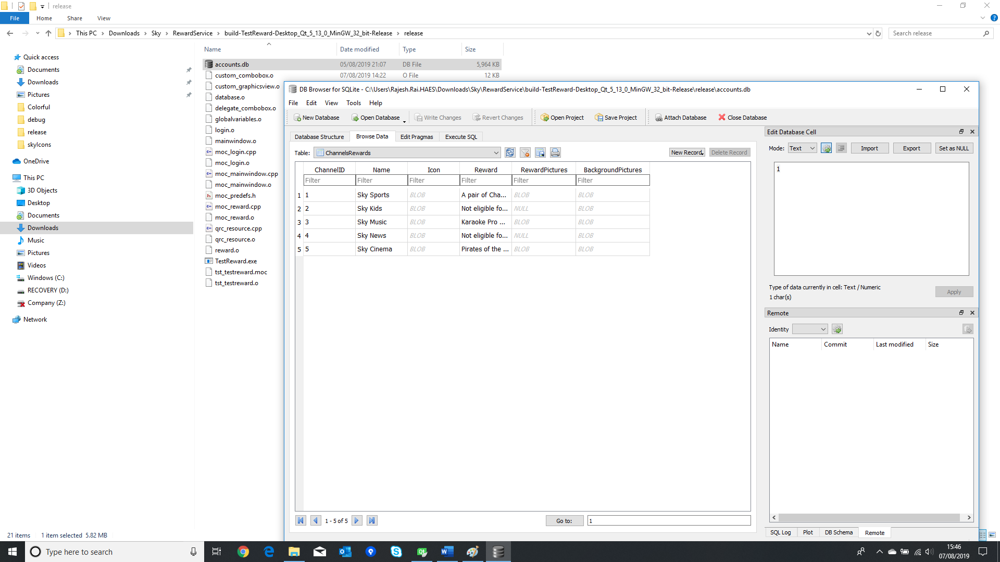 release
File Home Share View
This PC Downloads Sky RewardService build-TestReward-Desktop_Qt_5_13_0_MinGW_32_bit-Release release
Search release
Name Date modified Type Size
Quick access
Documents
Downloads
Pictures
Colorful
debug
release
skyIcons
OneDrive
This PC
3D Objects
Desktop
Documents
Downloads
Music
Pictures
Videos
Windows (C:)
RECOVERY (D:)
Company (Z:)
Network
accounts.db 05/08/2019 21:07 DB File 5,964 KB
custom_combobox.o 07/08/2019 14:22 O File 12 KB
custom_graphicsview.o
database.o
delegate_combobox.o
globalvariables.o
login.o
mainwindow.o
moc_login.cpp
moc_login.o
moc_mainwindow.cpp
moc_mainwindow.o
moc_predefs.h
moc_reward.cpp
moc_reward.o
qrc_resource.cpp
qrc_resource.o
reward.o
TestReward.exe
tst_testreward.moc
tst_testreward.o
DB Browser for SQLite - C:\Users\Rajesh.Rai.HAES\Downloads\Sky\RewardService\build-TestReward-Desktop_Qt_5_13_0_MinGW_32_bit-Release\release\accounts.db
File Edit View Tools Help
New Database Open Database Write Changes Revert Changes Open Project Save Project Attach Database Close Database
Database Structure Browse Data Edit Pragmas Execute SQL
Table: ChannelsRewards New Record Delete Record
ChannelID Name Icon Reward RewardPictures BackgroundPictures
Filter Filter Filter Filter Filter Filter
1 1 Sky Sports BLOB A pair of Cha... BLOB BLOB
2 2 Sky Kids BLOB Not eligible fo... NULL BLOB
3 3 Sky Music BLOB Karaoke Pro ... BLOB BLOB
4 4 Sky News BLOB Not eligible fo... NULL BLOB
5 5 Sky Cinema BLOB Pirates of the ... BLOB BLOB
1 - 5 of 5 Go to: 1
Edit Database Cell
Mode: Text Import Export Set as NULL
1
Type of data currently in cell: Text / Numeric
1 char(s)
Apply
Remote
Identity
Name Commit Last modified Size
SQL Log Plot DB Schema Remote
21 items 1 item selected 5.82 MB
Type here to search
15:46
07/08/2019